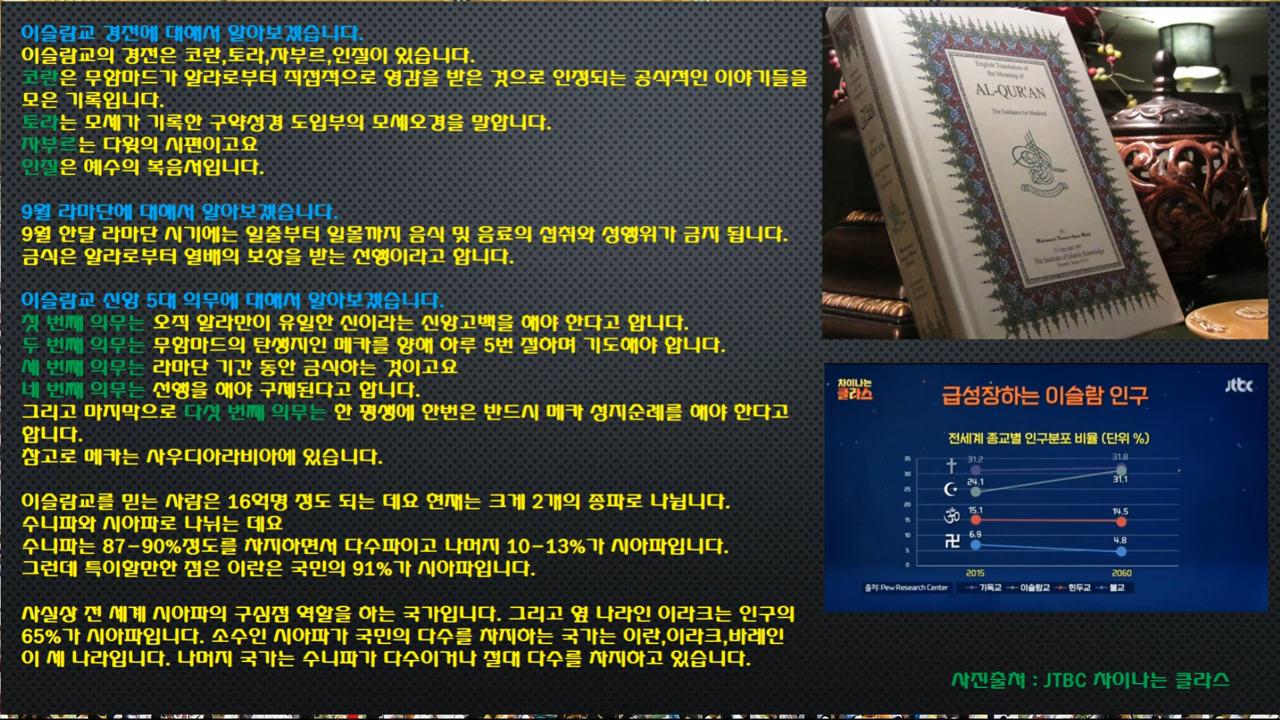 이슬람교 경전에 대해서 알아보겠습니다.
이슬람교의 경전은 코란,토라,자부르,인질이 있습니다.
코란은 무함마드가 알라로부터 직접적으로 영감을 받은 것으로 인정되는 공식적인 이야기들을
모은 기록입니다.
토라는 모세가 기록한 구약성경 도입부의 모세오경을 말합니다.
자부르는 다윗의 시편이고요
인질은 예수의 복음서입니다.
9월 라마단에 대해서 알아보겠습니다.
9월 한달 라마단 시기에는 일출부터 일몰까지 음식 및 음료의 섭취와 성행위가 금지 됩니다.
금식은 알라로부터 열배의 보상을 받는 선행이라고 합니다.
이슬람교 신앙 5대 의무에 대해서 알아보겠습니다.
첫 번째 의무는 오직 알라만이 유일한 신이라는 신앙고백을 해야 한다고 합니다.
두 번째 의무는 무함마드의 탄생지인 메카를 향해 하루 5번 절하며 기도해야 합니다.
세 번째 의무는 라마단 기간 동안 금식하는 것이고요
네 번째 의무는 선행을 해야 구제된다고 합니다.
그리고 마지막으로 다섯 번째 의무는 한 평생에 한번은 반드시 메카 성지순례를 해야 한다고
합니다.
참고로 메카는 사우디아라비아에 있습니다.
이슬람교를 믿는 사람은 16억명 정도 되는 데요 현재는 크게 2개의 종파로 나뉩니다.
수니파와 시아파로 나뉘는 데요
수니파는 87-90%정도를 차지하면서 다수파이고 나머지 10-13%가 시아파입니다.
그런데 특이할만한 점은 이란은 국민의 91%가 시아파입니다.
사실상 전 세계 시아파의 구심점 역할을 하는 국가입니다. 그리고 옆 나라인 이라크는 인구의
65%가 시아파입니다. 소수인 시아파가 국민의 다수를 차지하는 국가는 이란,이라크,바레인
이 세 나라입니다. 나머지 국가는 수니파가 다수이거나 절대 다수를 차지하고 있습니다.
English Translation of
the Meaning of
AL-QUR'AN
The Guidance for Mankind
By
The Institute of Islamic Knowledge
차이나는
클라스
급성장하는 이슬람 인구
jtbc
전세계 종교별 인구분포 비율 (단위 %)
35
30
25
20
15
10
5
0
31.2
31.8
24.1
31.1
15.1
14.5
6.9
4.8
2015
2060
출처: Pew Research Center
기독교 이슬람교 힌두교 불교
사진출처 : JTBC 차이나는 클라스